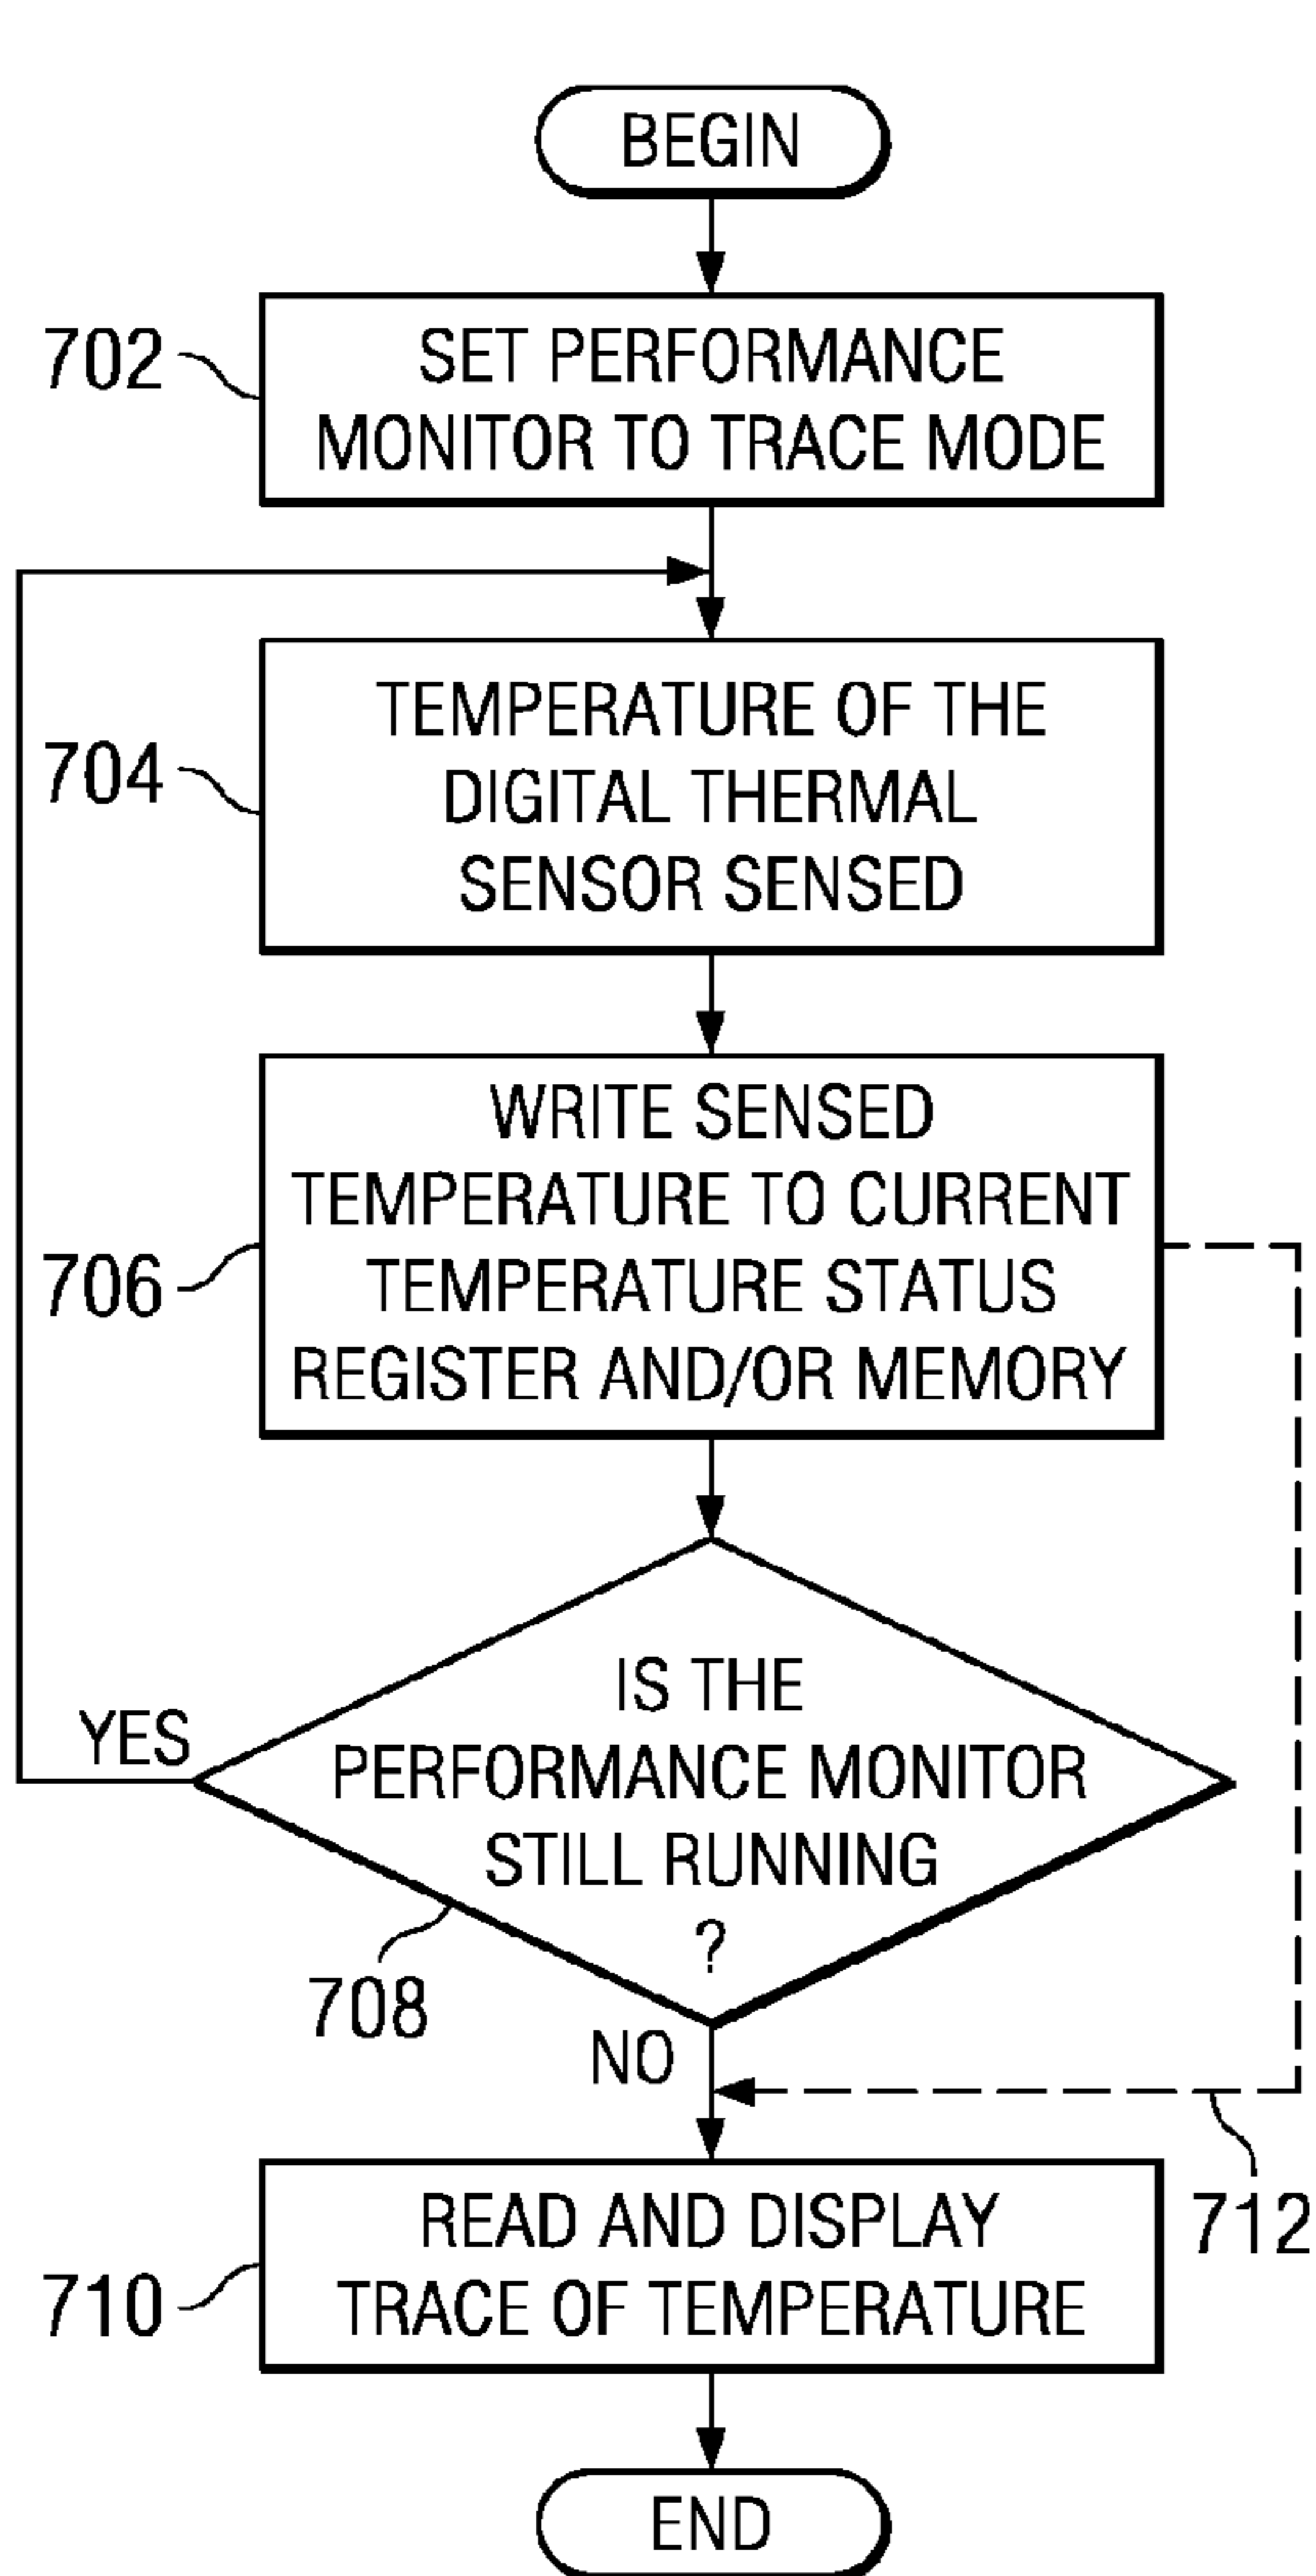 BEGIN
702
SET PERFORMANCE
MONITOR TO TRACE MODE
704
TEMPERATURE OF THE
DIGITAL THERMAL
SENSOR SENSED
706
WRITE SENSED
TEMPERATURE TO CURRENT
TEMPERATURE STATUS
REGISTER AND/OR MEMORY
YES
IS THE
PERFORMANCE MONITOR
STILL RUNNING
?
708
NO
712
710
READ AND DISPLAY
TRACE OF TEMPERATURE
END